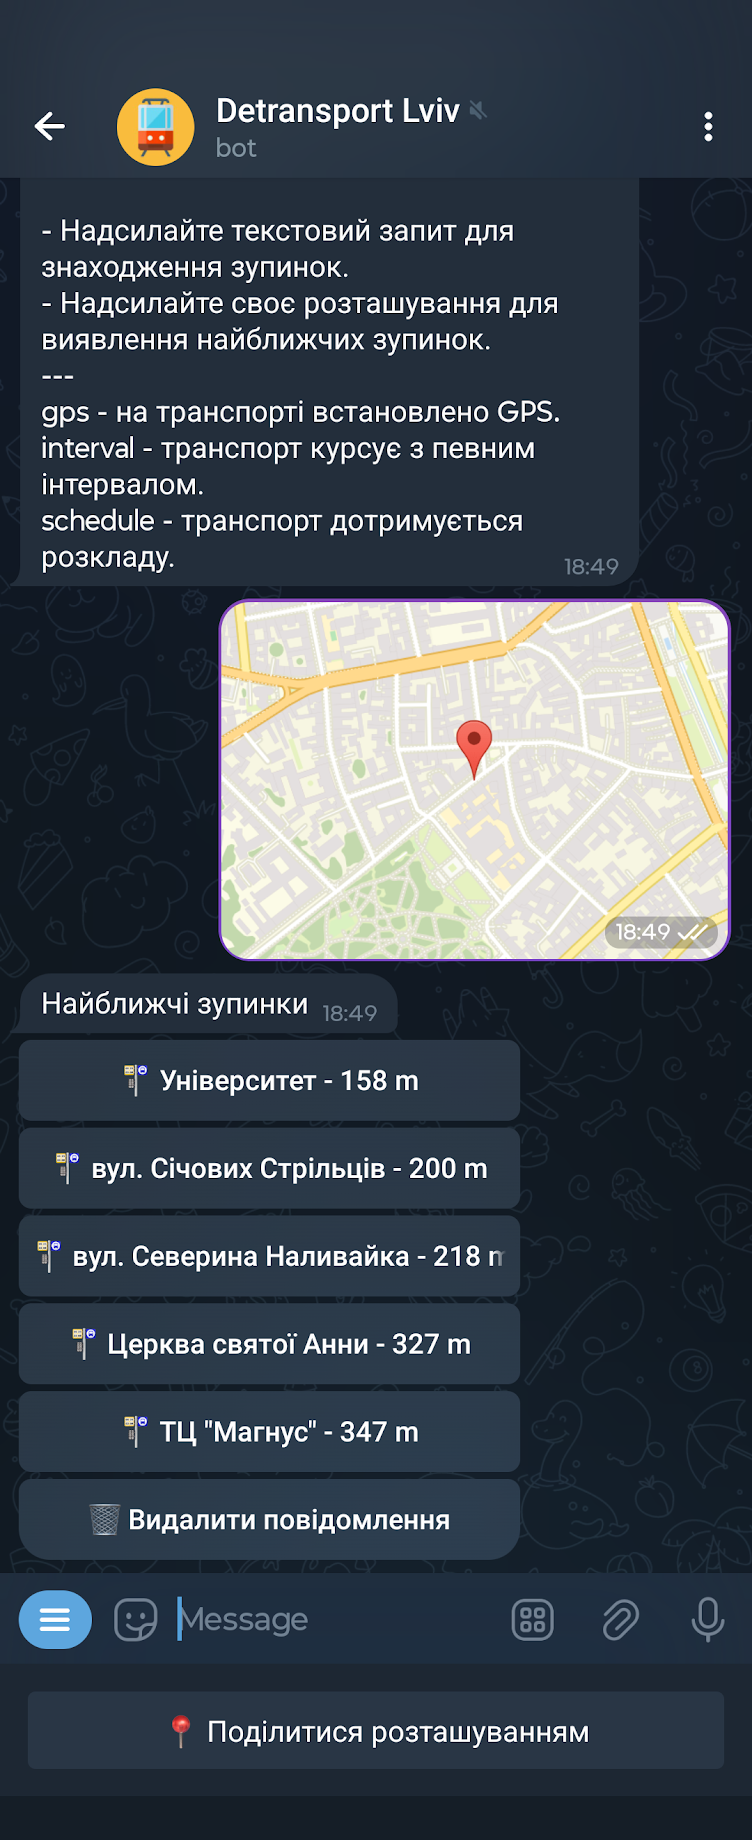 Detransport Lviv
bot
- Надсилайте текстовий запит для
знаходження зупинок.
- Надсилайте своє розташування для
виявлення найближчих зупинок.
---
gps - на транспорті встановлено GPS.
interval - транспорт курсує з певним
інтервалом.
schedule - транспорт дотримується
розкладу.
18:49
18:49
Найближчі зупинки 18:49
Університет - 158 m
вул. Січових Стрільців - 200 m
вул. Северина Наливайка - 218 m
Церква святої Анни - 327 m
ТЦ "Магнус" - 347 m
Видалити повідомлення
Message
Поділитися розташуванням